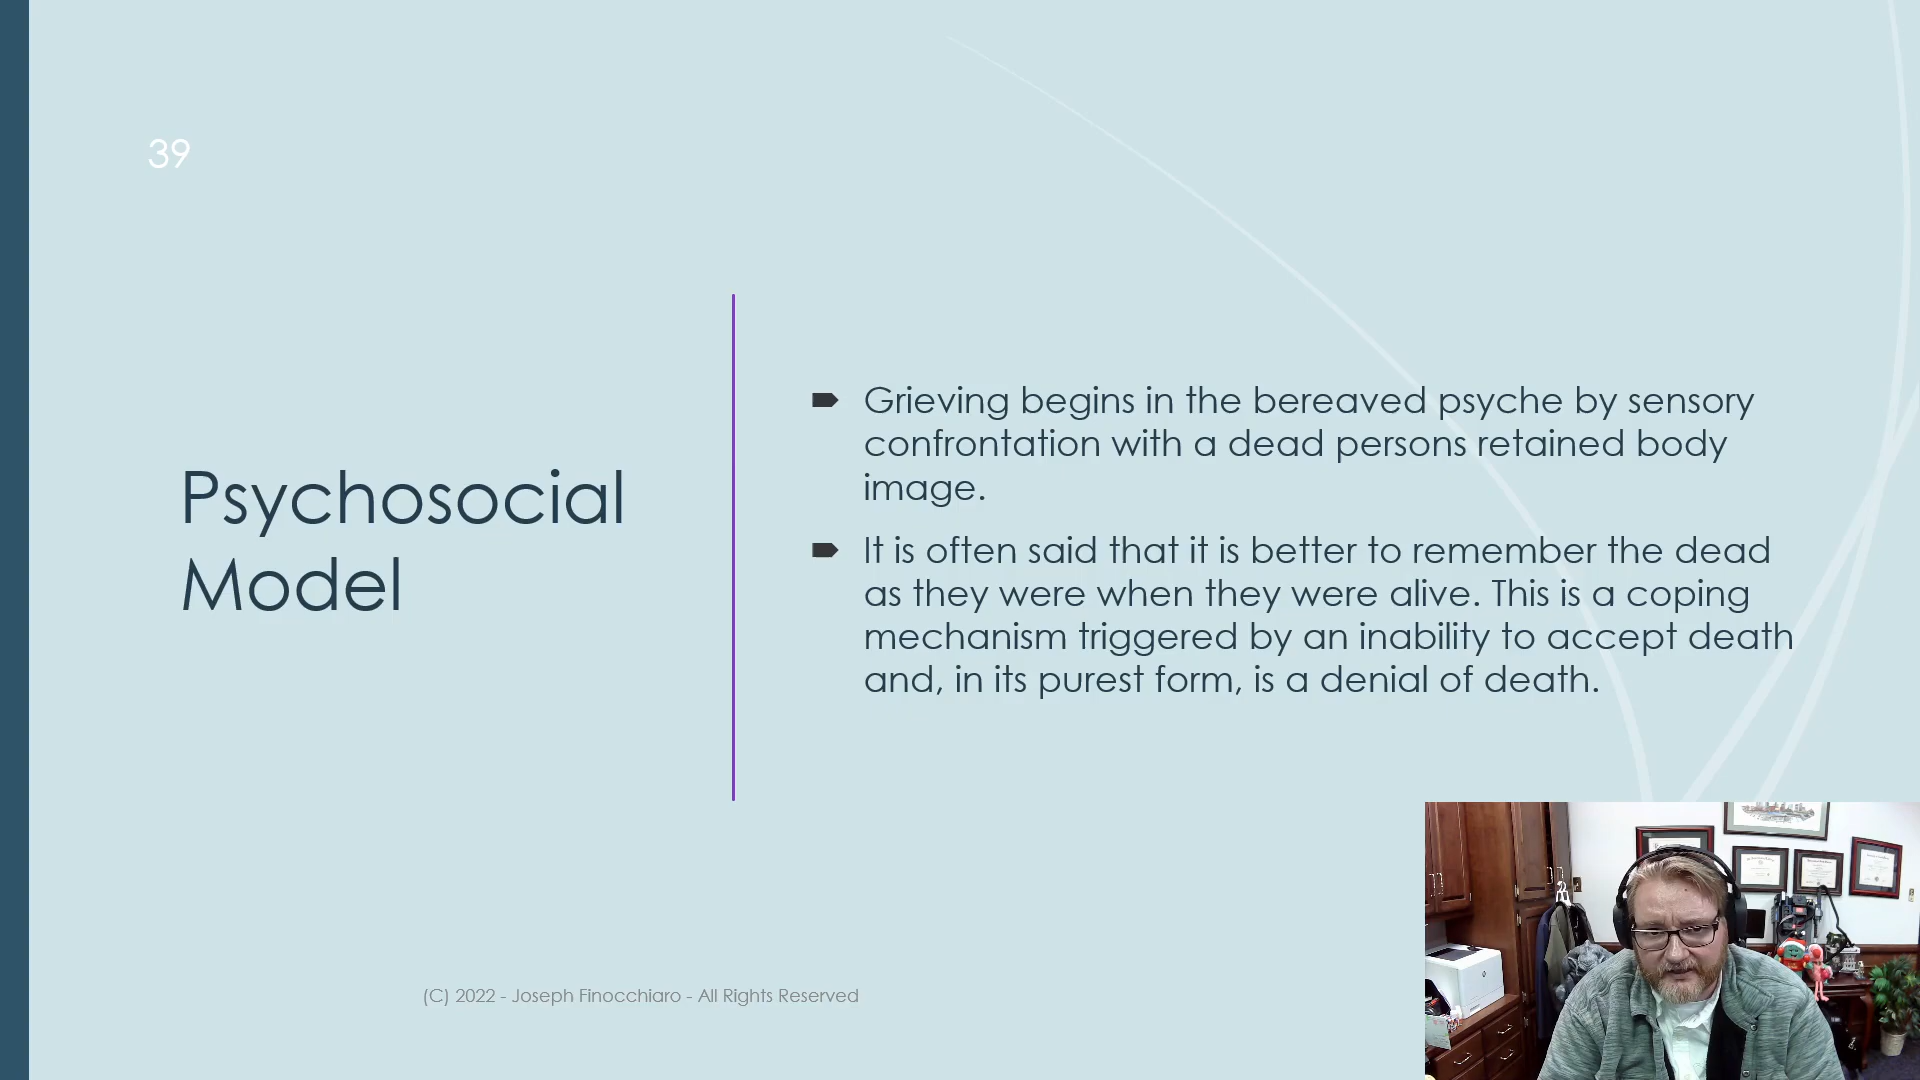 39
Psychosocial
Model
Grieving begins in the bereaved psyche by sensory
confrontation with a dead persons retained body
image.
It is often said that it is better to remember the dead
as they were when they were alive. This is a coping
mechanism triggered by an inability to accept death
and, in its purest form, is a denial of death.
(C) 2022 - Joseph Finocchiaro - All Rights Reserved